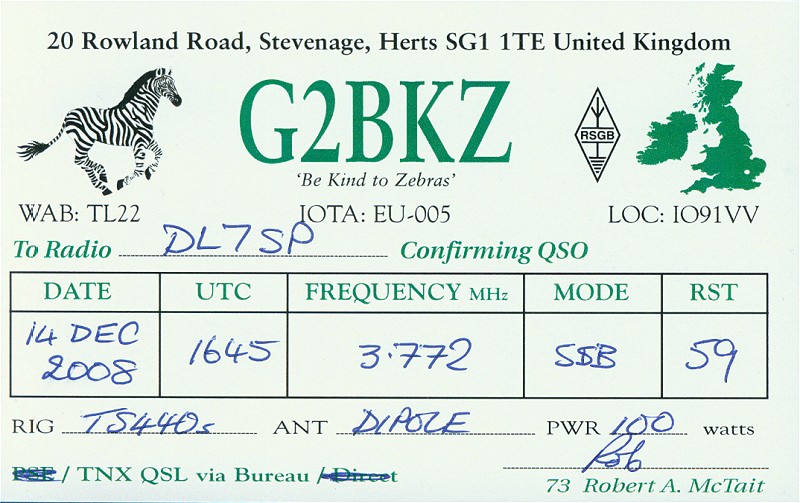 20 Rowland Road, Stevenage, Herts SG1 1TE United Kingdom
G2BKZ
RSGB
'Be Kind to Zebras'
WAB: TL22 IOTA: EU-005 LOC: IO91VV
To Radio DL7SP Confirming QSO
DATE UTC FREQUENCY MHz MODE RST
14 DEC 2008 1645 3.772 SSB 59
RIG TS440s ANT DIPOLE PWR 100 watts
Rob
PSE / TNX QSL via Bureau / Direct
73 Robert A. McTait